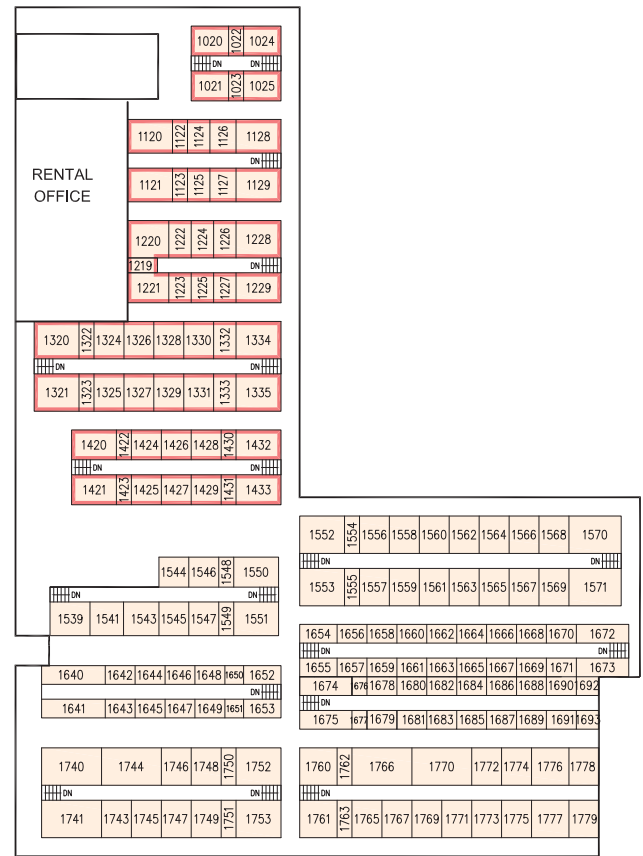 1020 1022 1024
DN DN
1021 1023 1025
1120 1122 1124 1126 1128
DN
1121 1123 1125 1127 1129
RENTAL
OFFICE
1220 1222 1224 1226 1228
1219 DN
1221 1223 1225 1227 1229
1320 1322 1324 1326 1328 1330 1332 1334
DN DN
1321 1323 1325 1327 1329 1331 1333 1335
1420 1422 1424 1426 1428 1430 1432
DN DN
1421 1423 1425 1427 1429 1431 1433
1552 1554 1556 1558 1560 1562 1564 1566 1568 1570
DN DN
1553 1555 1557 1559 1561 1563 1565 1567 1569 1571
1544 1546 1548 1550
DN DN
1539 1541 1543 1545 1547 1549 1551
1654 1656 1658 1660 1662 1664 1666 1668 1670 1672
DN DN
1655 1657 1659 1661 1663 1665 1667 1669 1671 1673
1640 1642 1644 1646 1648 1650 1652
DN
1641 1643 1645 1647 1649 1651 1653
1674 1676 1678 1680 1682 1684 1686 1688 1690 1692
DN
1675 1677 1679 1681 1683 1685 1687 1689 1691 1693
1740 1744 1746 1748 1750 1752
DN DN
1741 1743 1745 1747 1749 1751 1753
1760 1762 1766 1770 1772 1774 1776 1778
DN
1761 1763 1765 1767 1769 1771 1773 1775 1777 1779